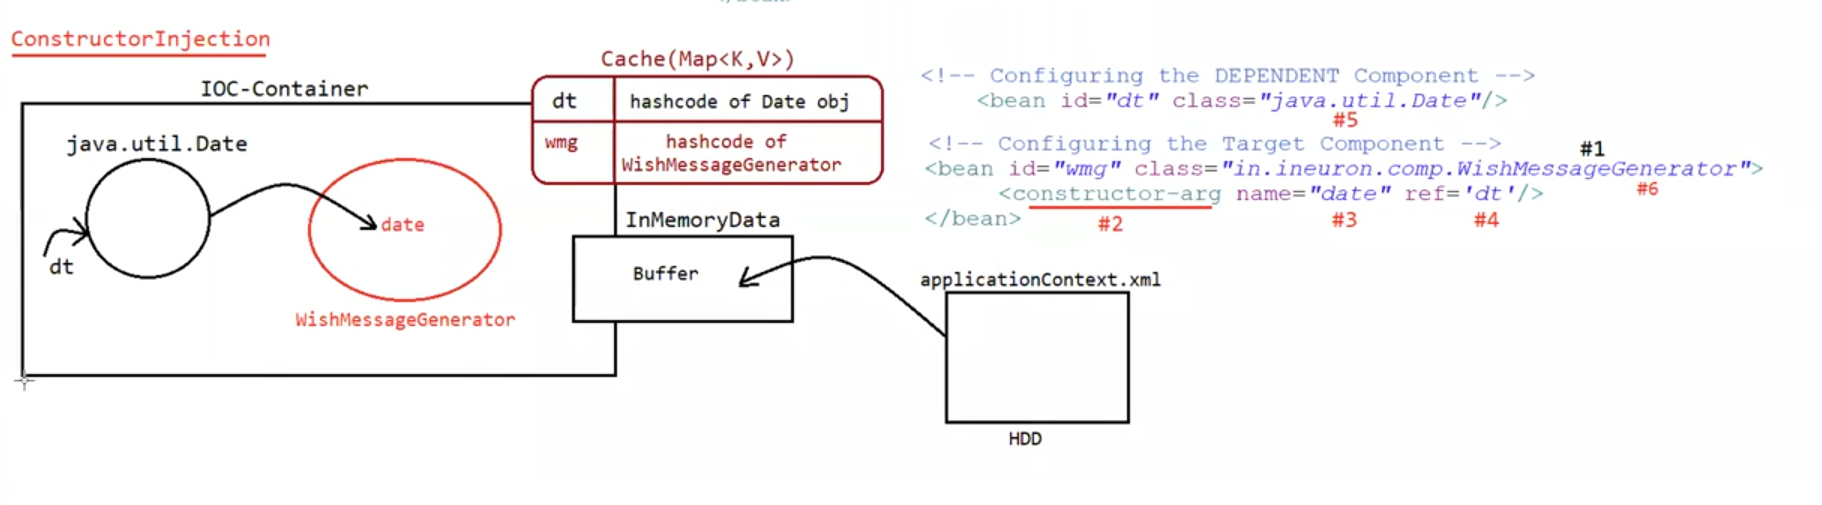 </bean>
ConstructorInjection
IOC-Container
java.util.Date
dt
date
WishMessageGenerator
Cache(Map<K,V>)
dt hashcode of Date obj
wmg hashcode of
WishMessageGenerator
InMemoryData
Buffer
<!-- Configuring the DEPENDENT Component -->
<bean id="dt" class="java.util.Date"/>
#5
<!-- Configuring the Target Component -->
#1
<bean id="wmg" class="in.ineuron.comp.WishMessageGenerator">
#6
<constructor-arg name="date" ref='dt'/>
</bean>
#2 #3 #4
applicationContext.xml
HDD